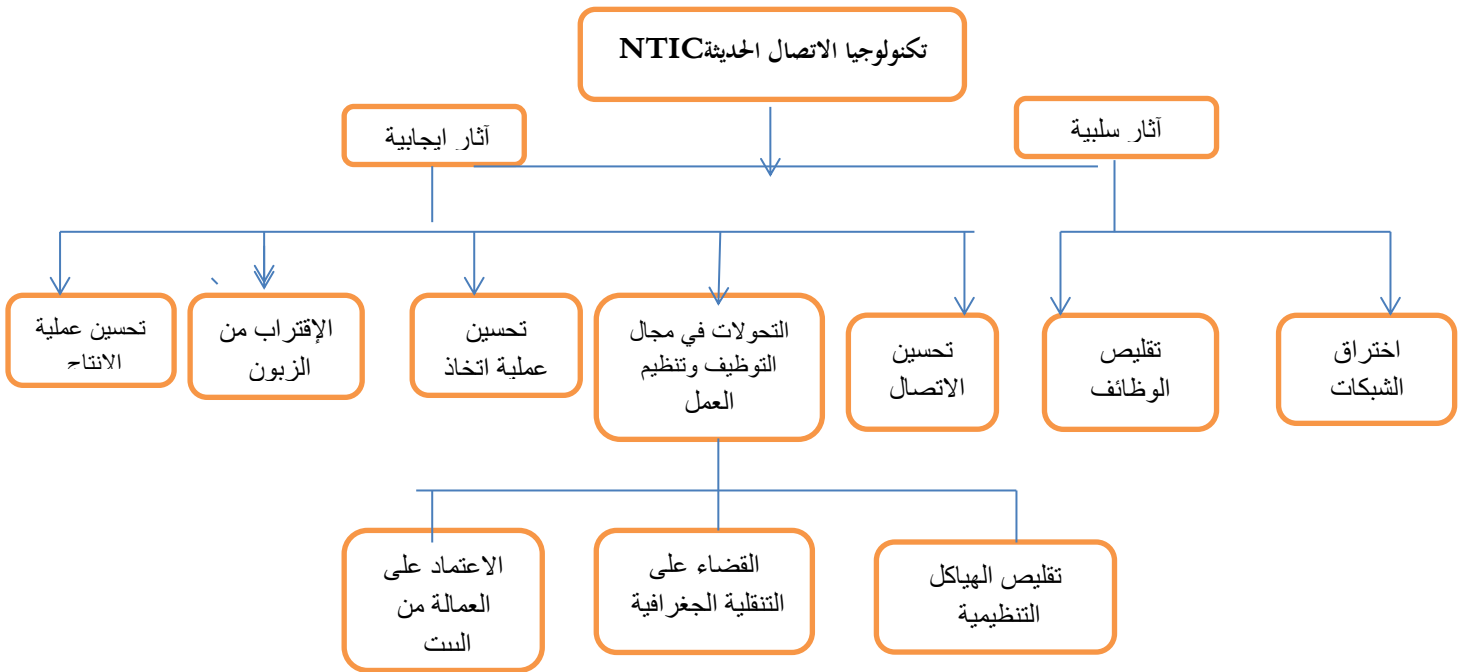 تكنولوجيا الاتصال الحديثةNTIC
آثار سلبية
آثار ايجابية
اختراق
الشبكات
تقليص
الوظائف
تحسين
الاتصال
التحولات في مجال
التوظيف وتنظيم
العمل
تحسين
عملية اتخاذ
الإقتراب من
الزبون
تحسين عملية
الانتاج
تقليص الهياكل
التنظيمية
القضاء على
التنقلية الجغرافية
الاعتماد على
العمالة من
البيت